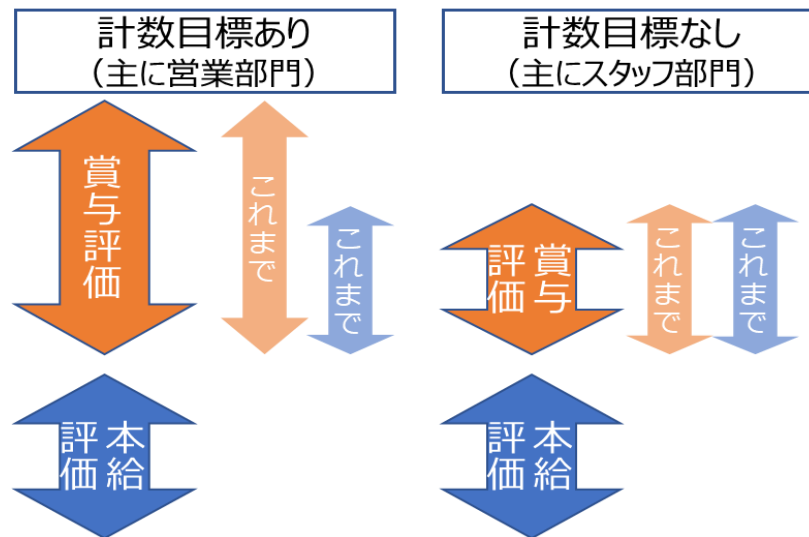 計数目標あり
（主に営業部門）
計数目標なし
（主にスタッフ部門）
賞与評価
これまで
これまで
賞与
評価
これまで
これまで
本給
評価
本給
評価